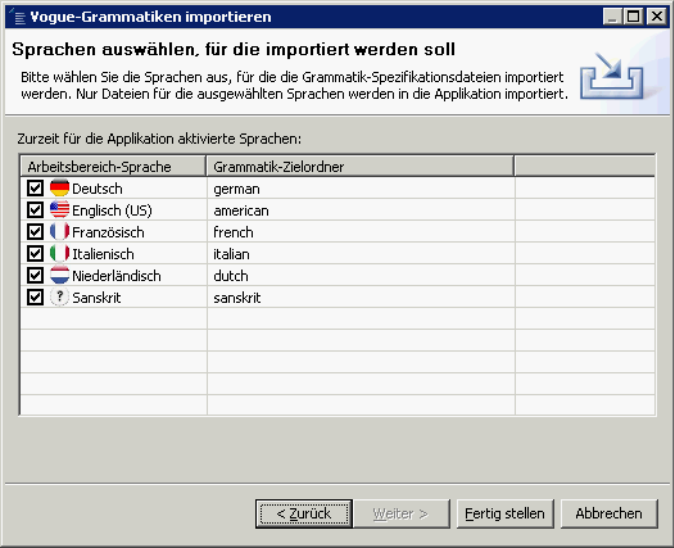 Vogue-Grammatiken importieren
Sprachen auswählen, für die importiert werden soll
Bitte wählen Sie die Sprachen aus, für die die Grammatik-Spezifikationsdateien importiert
werden. Nur Dateien für die ausgewählten Sprachen werden in die Applikation importiert.
Zurzeit für die Applikation aktivierte Sprachen:
Arbeitsbereich-Sprache Grammatik-Zielordner
Deutsch german
Englisch (US) american
Französisch french
Italienisch italian
Niederländisch dutch
? Sanskrit sanskrit
< Zurück Weiter > Fertig stellen Abbrechen